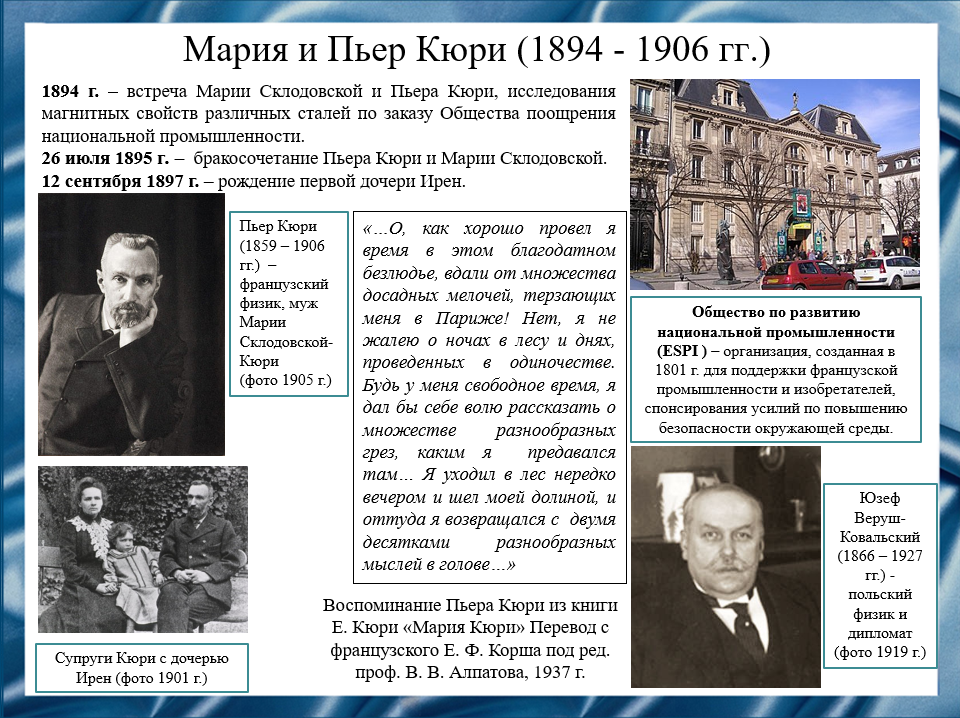 Мария и Пьер Кюри (1894 - 1906 гг.)
1894 г. – встреча Марии Склодовской и Пьера Кюри, исследования
магнитных свойств различных сталей по заказу Общества поощрения
национальной промышленности.
26 июля 1895 г. – бракосочетание Пьера Кюри и Марии Склодовской.
12 сентября 1897 г. – рождение первой дочери Ирен.
Пьер Кюри
(1859 – 1906
гг.) –
французский
физик, муж
Марии
Склодовской-
Кюри
(фото 1905 г.)
«…О, как хорошо провел я
время в этом благодатном
безлюдье, вдали от множества
досадных мелочей, терзающих
меня в Париже! Нет, я не
жалею о ночах в лесу и днях,
проведенных в одиночестве.
Будь у меня свободное время, я
дал бы себе волю рассказать о
множестве разнообразных
грез, каким я предавался
там… Я уходил в лес нередко
вечером и шел моей долиной, и
оттуда я возвращался с двумя
десятками разнообразных
мыслей в голове…»
Воспоминание Пьера Кюри из книги
Е. Кюри «Мария Кюри» Перевод с
французского Е. Ф. Корша под ред.
проф. В. В. Алпатова, 1937 г.
Общество по развитию
национальной промышленности
(ESPI ) – организация, созданная в
1801 г. для поддержки французской
промышленности и изобретателей,
спонсирования усилий по повышению
безопасности окружающей среды.
Юзеф
Веруш-
Ковальский
(1866 – 1927
гг.) -
польский
физик и
дипломат
(фото 1919 г.)
Супруги Кюри с дочерью
Ирен (фото 1901 г.)